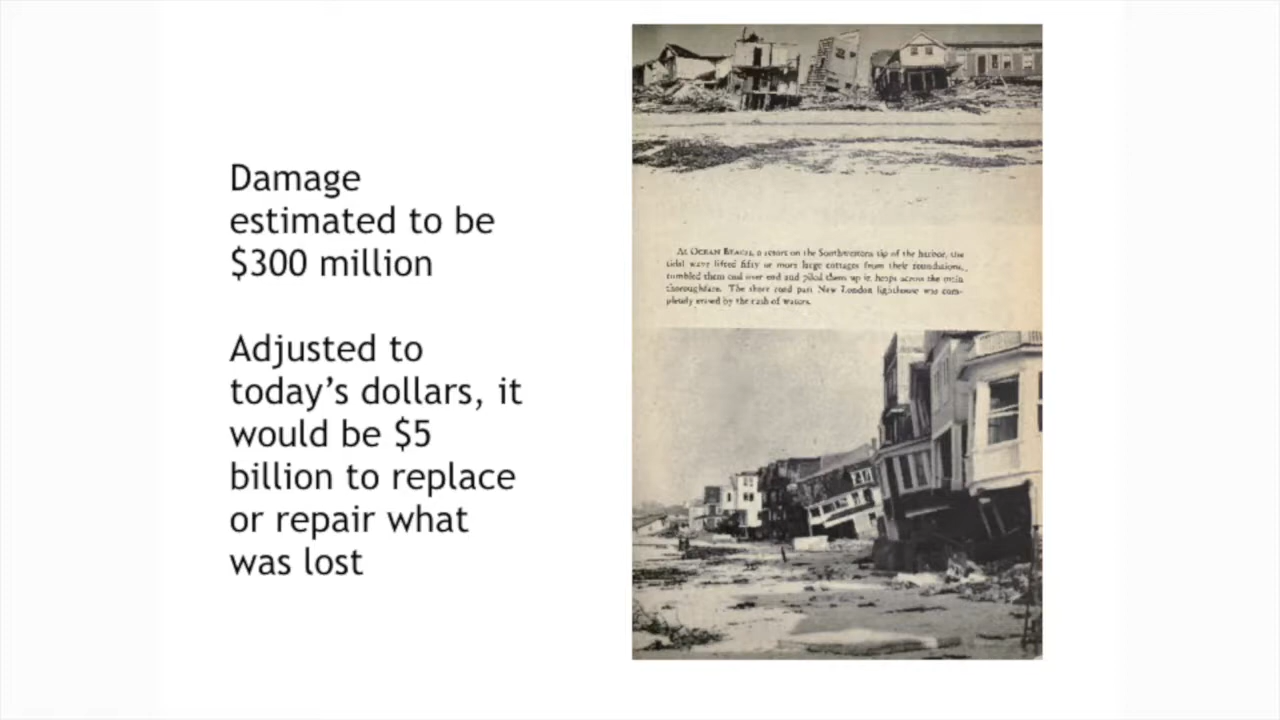 Damage
estimated to be
$300 million
Adjusted to
today's dollars, it
would be $5
billion to replace
or repair what
was lost
At OCEAN BEACH, a resort on the Southwestern tip of the harbor, the
tidal wave lifted fifty or more large cottages from their foundations,
tumbled them end over end and piled them up in heaps across the main
thoroughfare. The shore road past New London lighthouse was com-
pletely erased by the rush of waters.